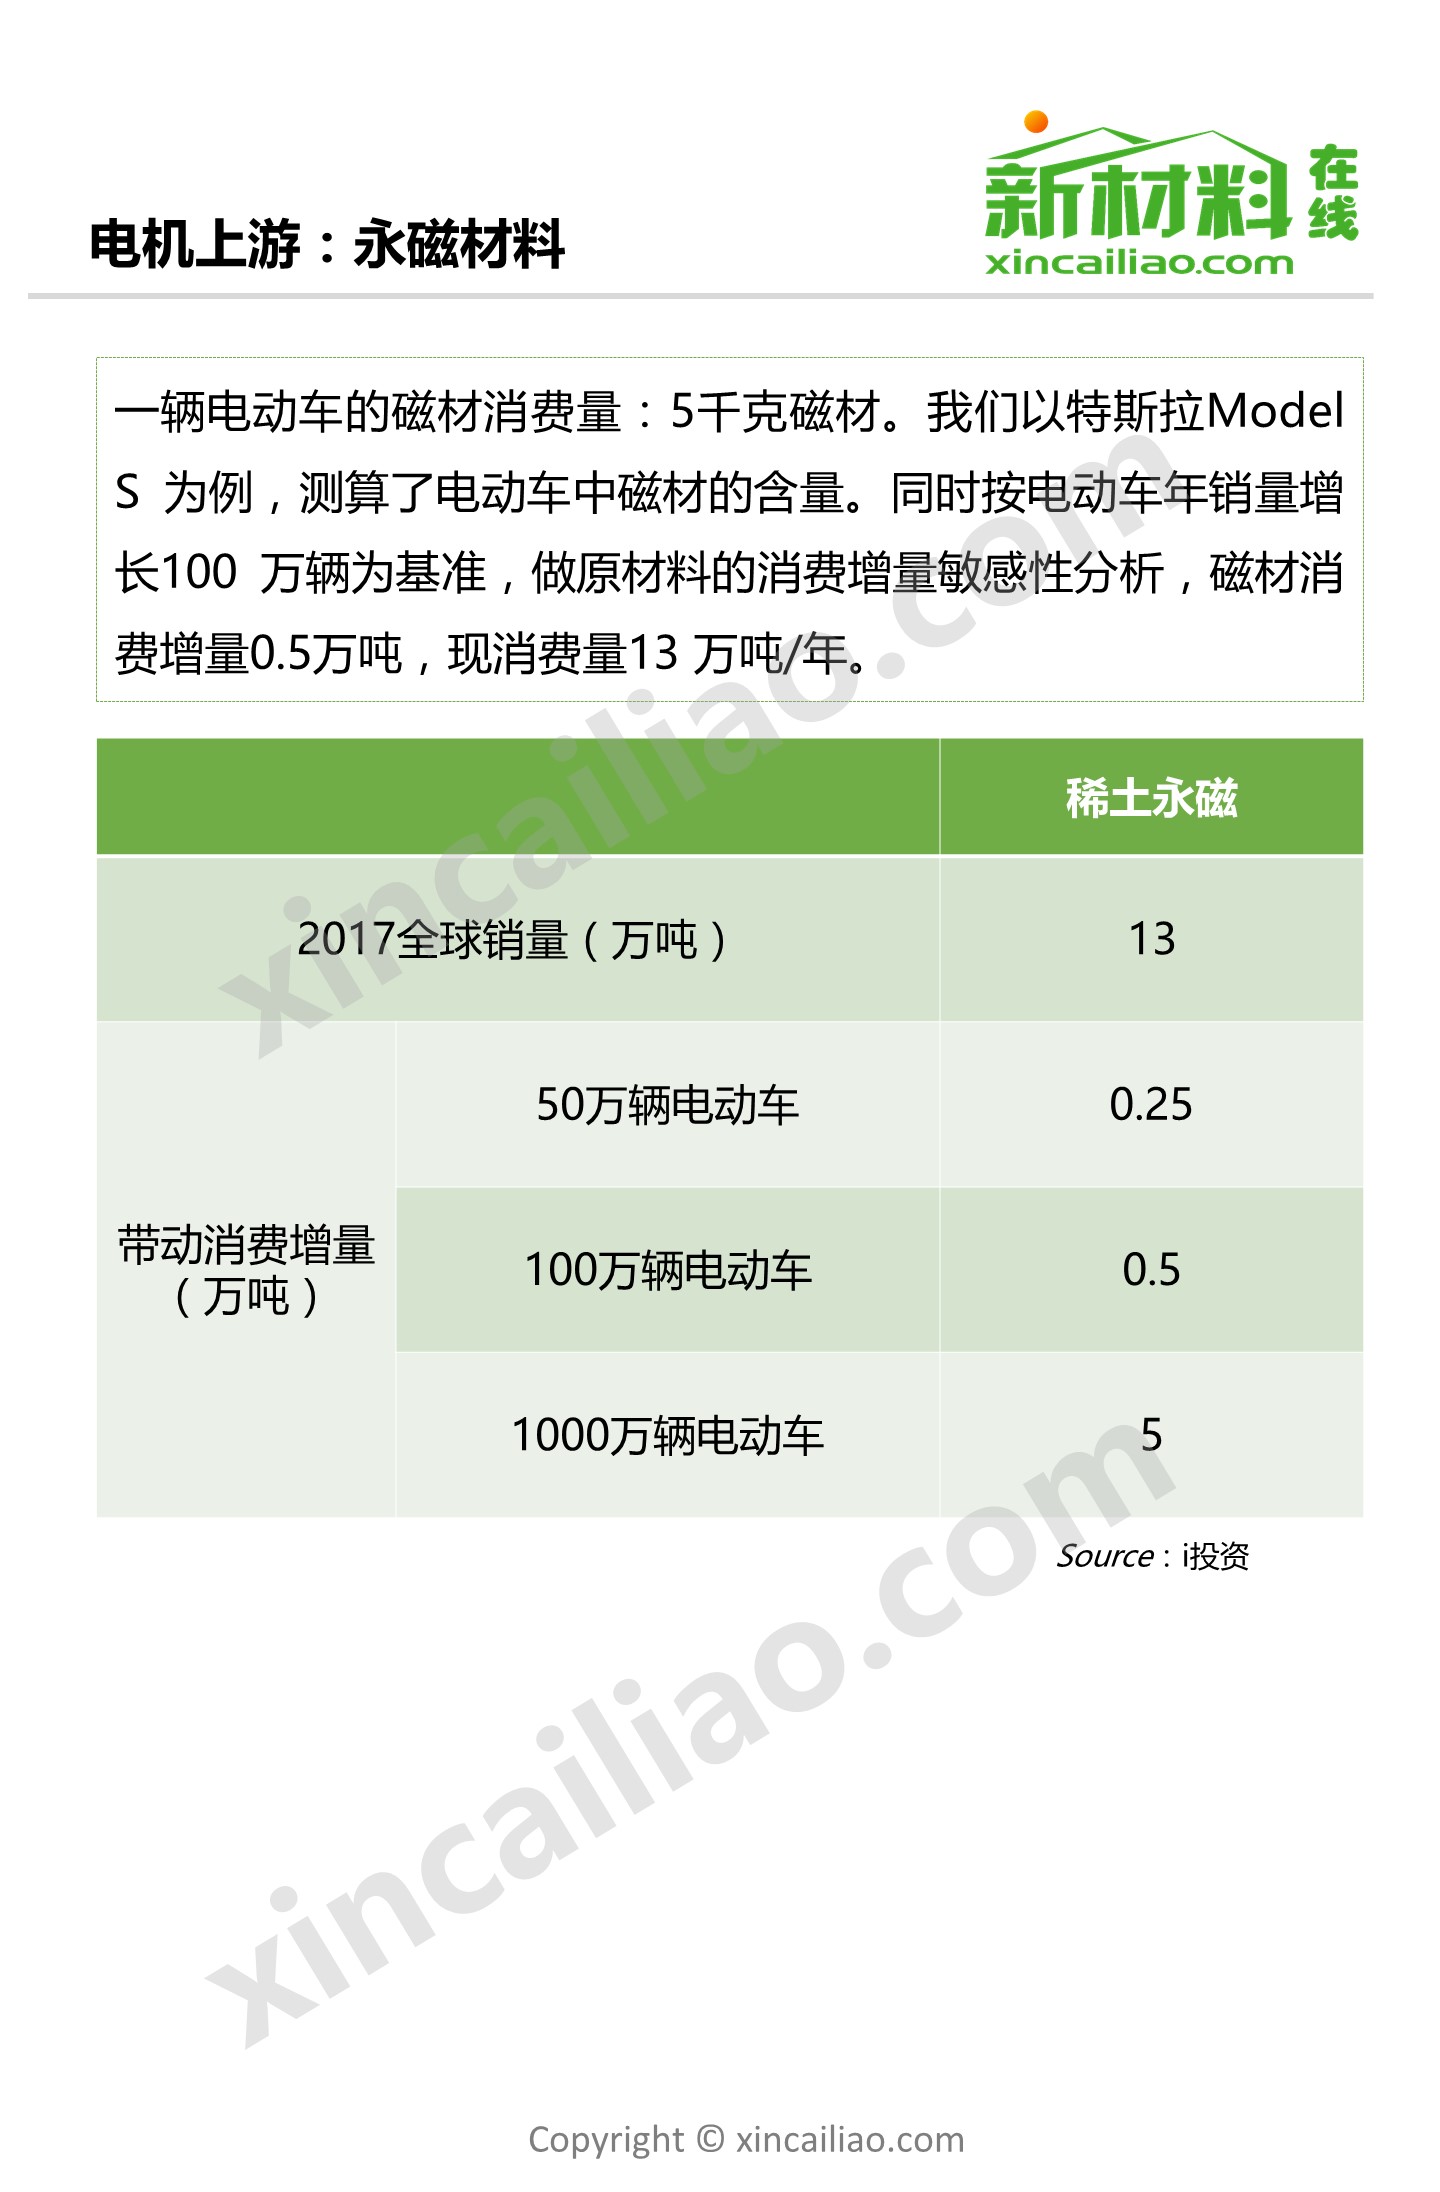 新材料在线
xincailiao.com
电机上游：永磁材料
一辆电动车的磁材消费量：5千克磁材。我们以特斯拉Model
S 为例，测算了电动车中磁材的含量。同时按电动车年销量增
长100 万辆为基准，做原材料的消费增量敏感性分析，磁材消
费增量0.5万吨，现消费量13 万吨/年。
稀土永磁
2017全球销量（万吨） 13
带动消费增量
（万吨）
50万辆电动车 0.25
100万辆电动车 0.5
1000万辆电动车 5
Source：i投资
xincailiao.com
xincailiao.com
Copyright © xincailiao.com